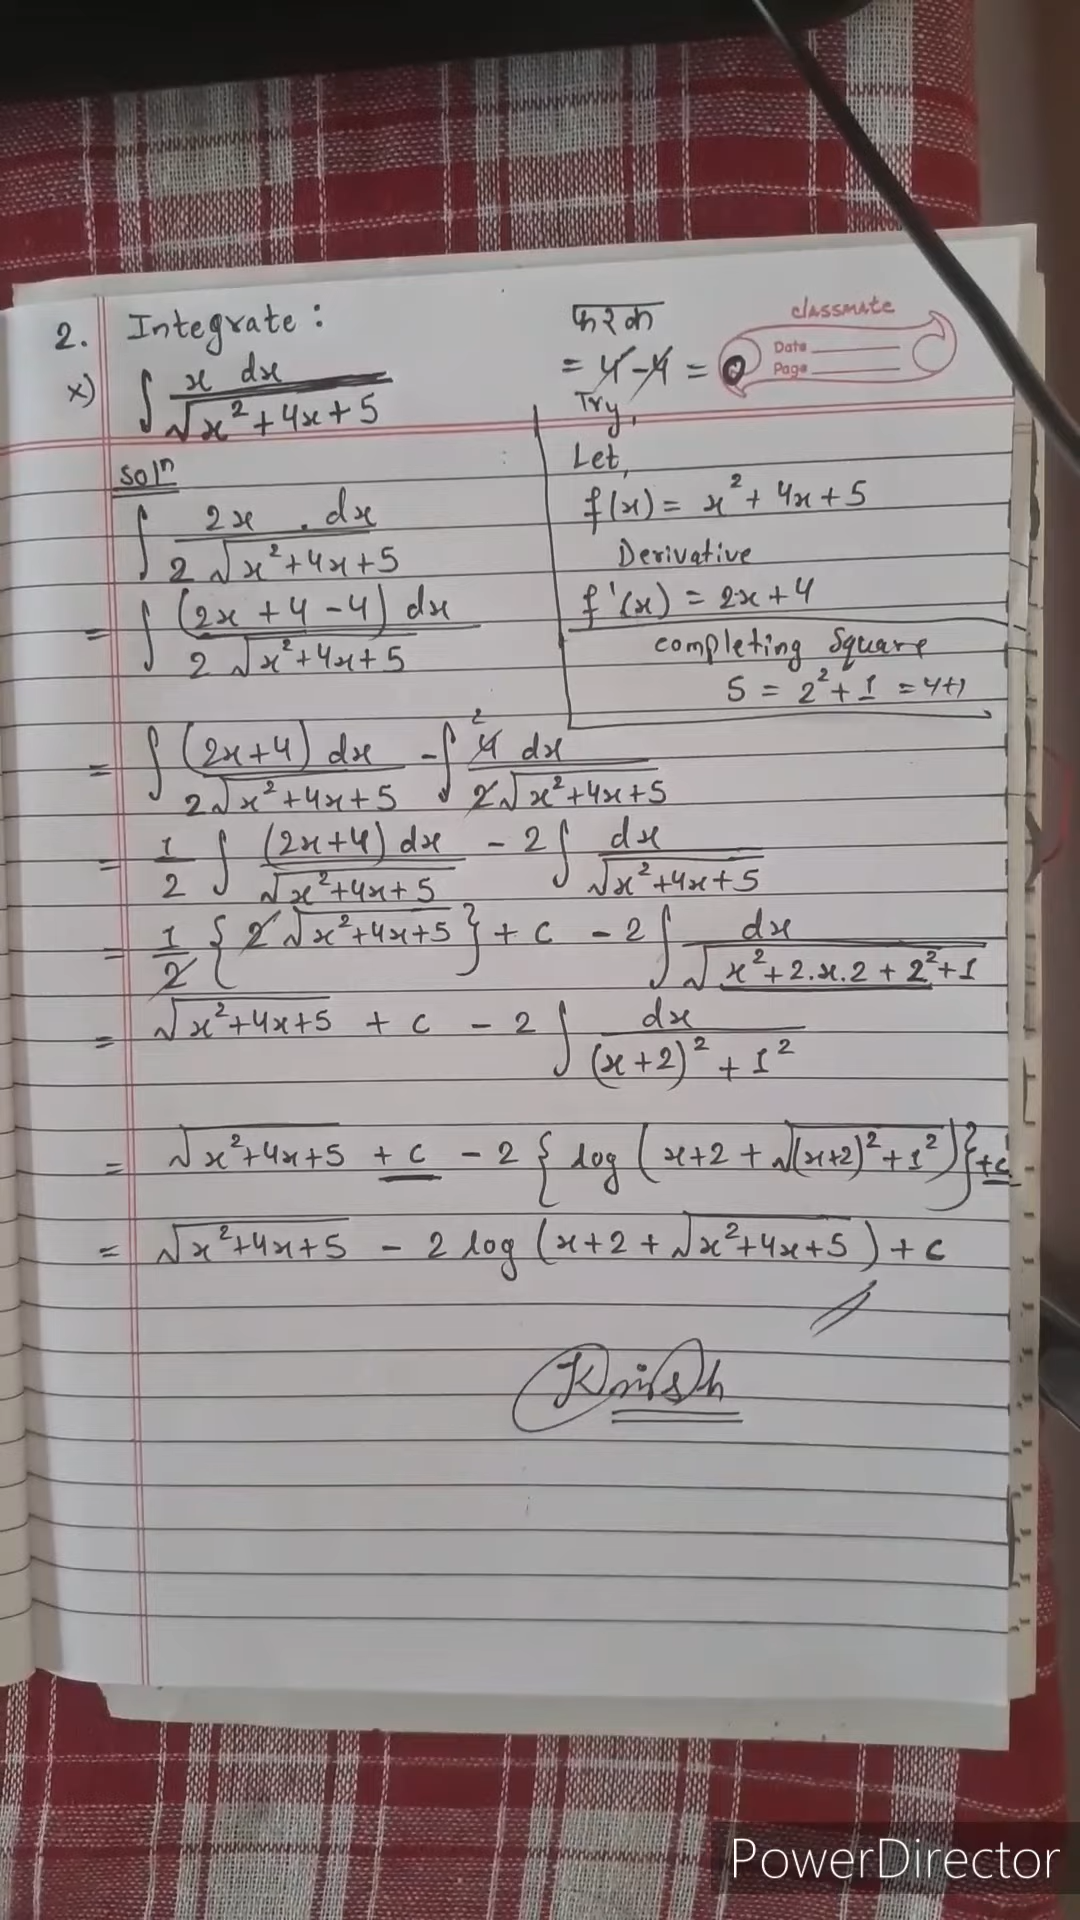 2. Integrate :
x) ∫ x dx / √x²+4x+5
फरक
= 4-4 = 0
Try,
classmate
Date
Page
Solⁿ
∫ 2x . dx / 2√x²+4x+5
= ∫ (2x+4-4) dx / 2√x²+4x+5
Let,
f(x) = x²+4x+5
Derivative
f'(x) = 2x+4
completing Square
5 = 2²+1 = 4+1
= ∫ (2x+4) dx / 2√x²+4x+5 - ∫ 4 2 dx / 2√x²+4x+5
= 1/2 ∫ (2x+4) dx / √x²+4x+5 - 2∫ dx / √x²+4x+5
= 1/2 {2√x²+4x+5} + c - 2∫ dx / √x²+2.x.2+2²+1
= √x²+4x+5 + c - 2∫ dx / (x+2)²+1²
= √x²+4x+5 + c - 2{log(x+2+√(x+2)²+1²)}+c
= √x²+4x+5 - 2 log(x+2+√x²+4x+5)+c
Krish
PowerDirector